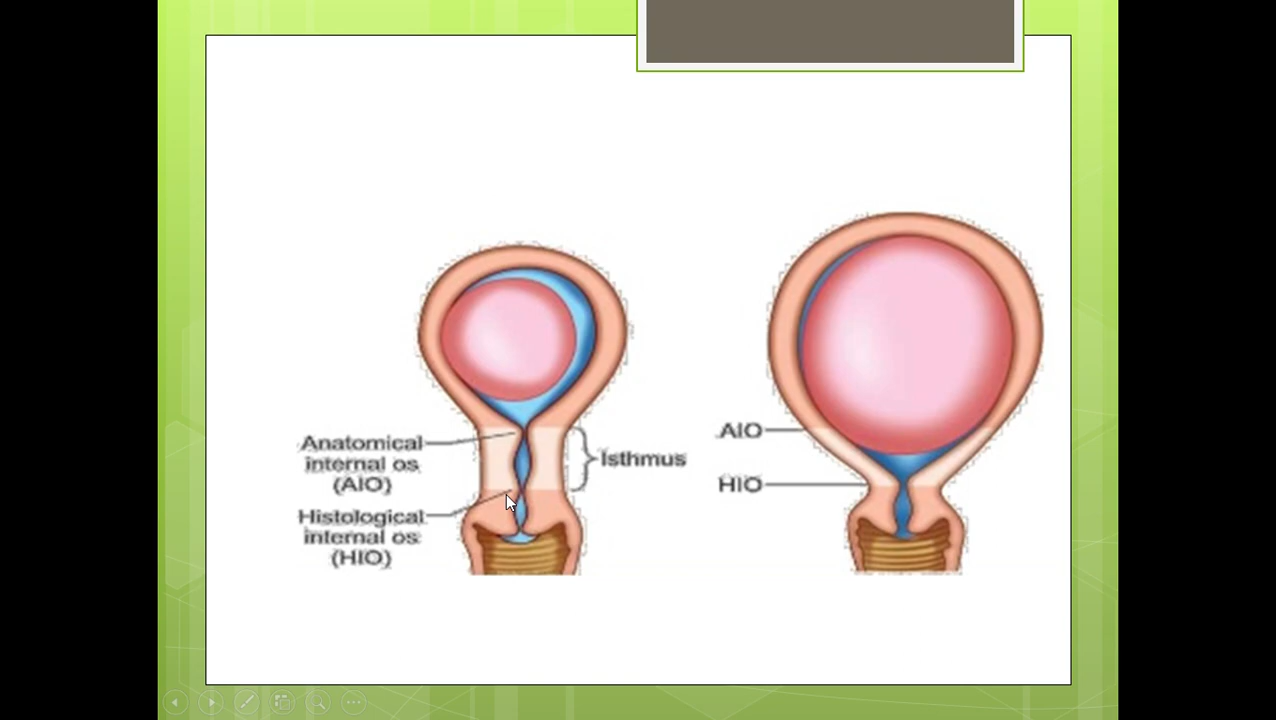 Anatomical
internal os
(AIO)
Isthmus
Histological
internal os
(HIO)
AIO
HIO